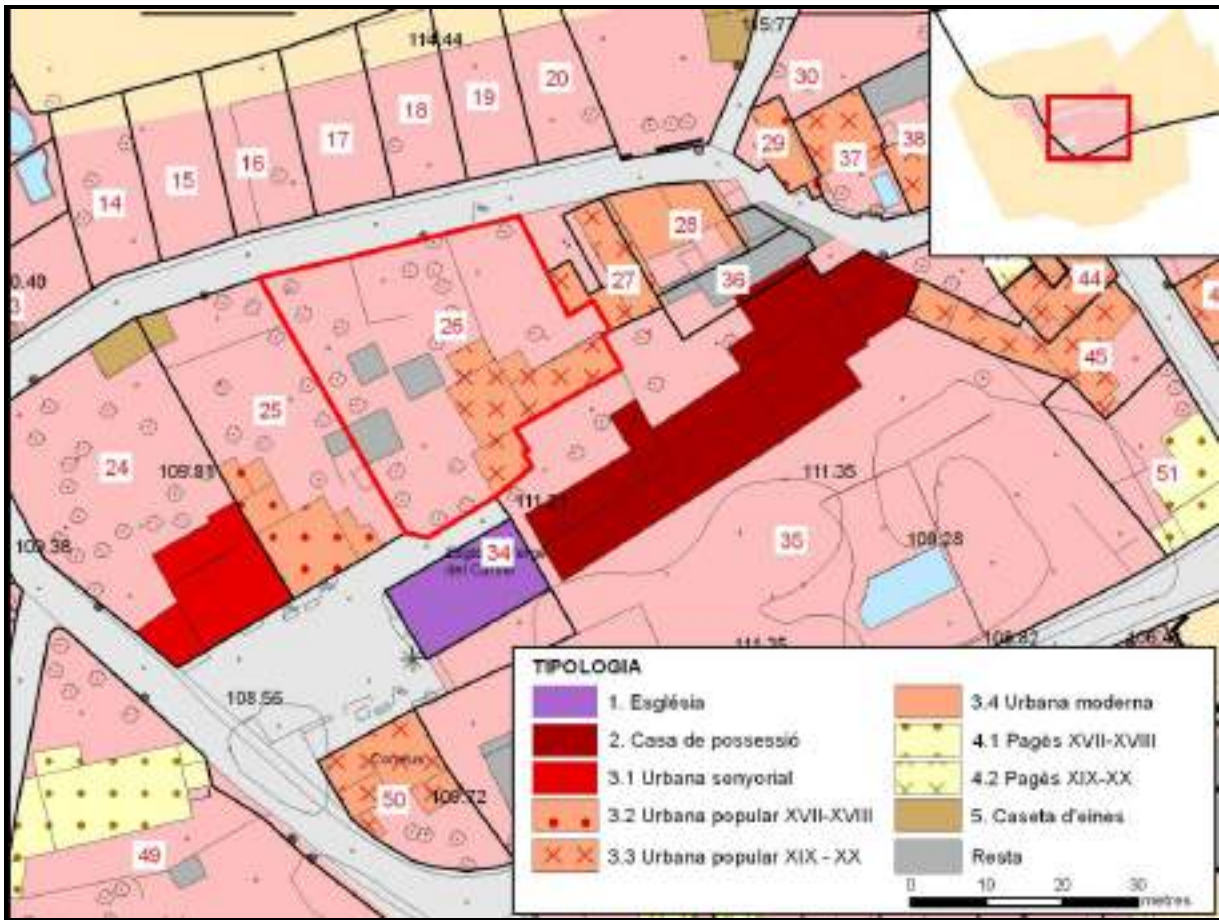 114.44
115.77
20
19
18
17
16
15
14
30
29
37
38
28
27
36
26
25
24
44
45
51
109.81
109.38
111.35
35
34
108.28
108.56
50
49
TIPOLOGIA
1. Església
2. Casa de possessió
3.1 Urbana senyorial
3.2 Urbana popular XVII-XVIII
3.3 Urbana popular XIX - XX
3.4 Urbana moderna
4.1 Pagés XVII-XVIII
4.2 Pagés XIX-XX
5. Caseta d'eines
Resta
0 10 20 30
metres